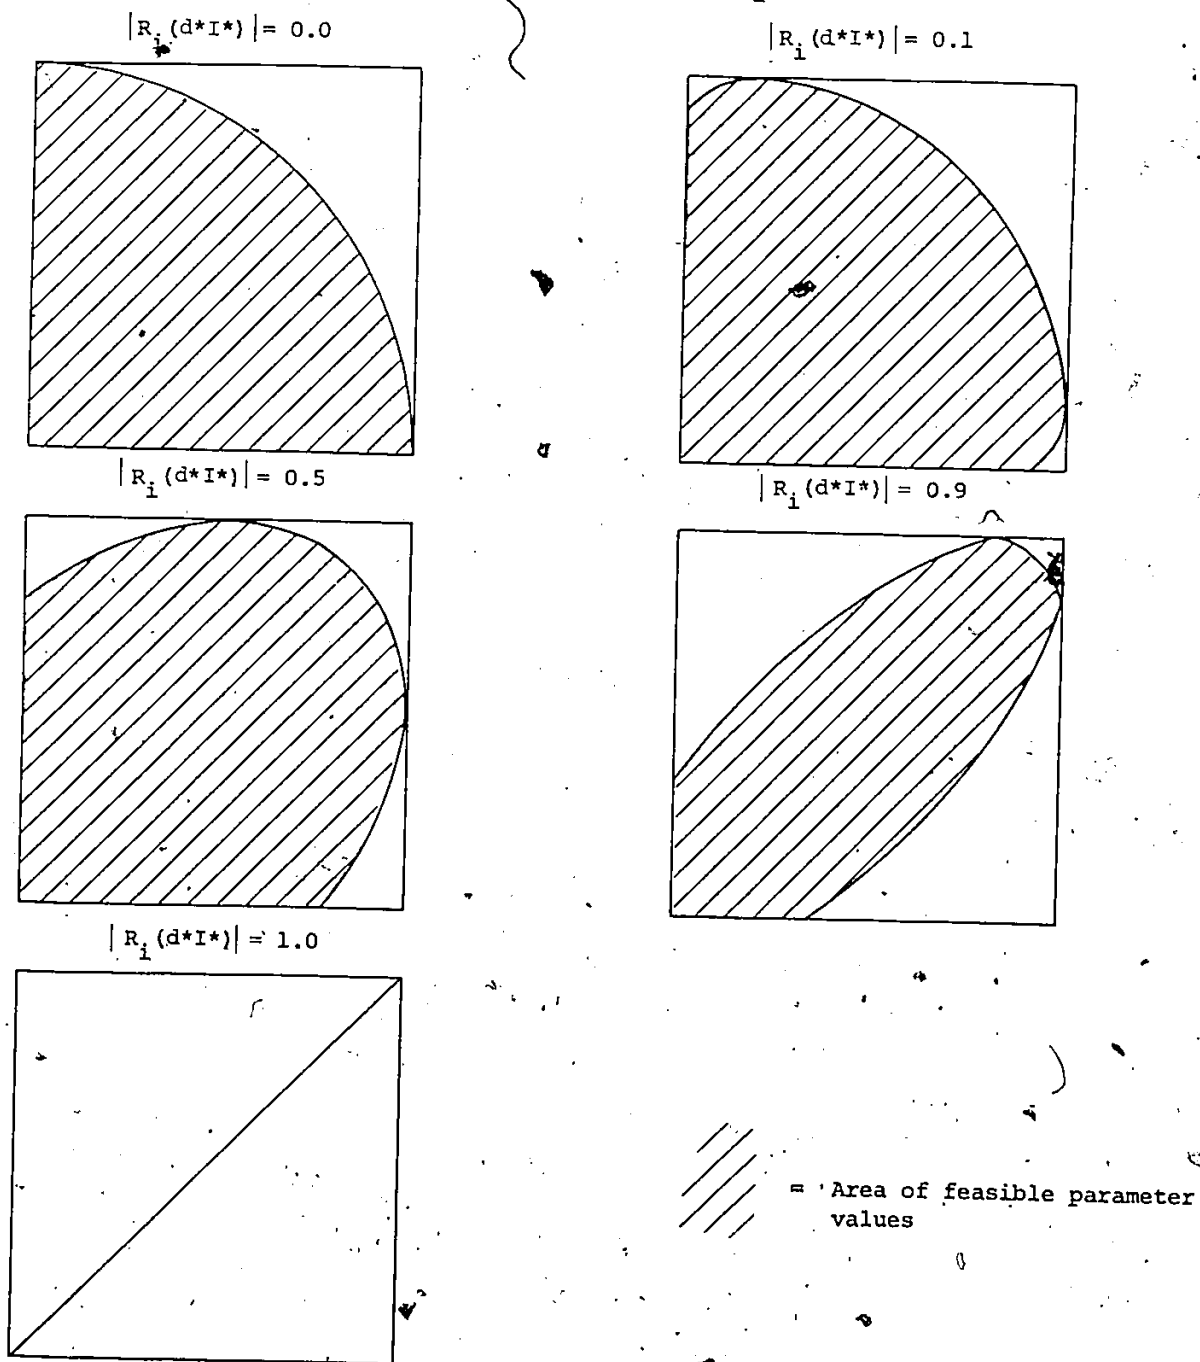 |R_i(d*I*)| = 0.0
|R_i(d*I*)| = 0.1
|R_i(d*I*)| = 0.5
|R_i(d*I*)| = 0.9
|R_i(d*I*)| = 1.0
= Area of feasible parameter
values